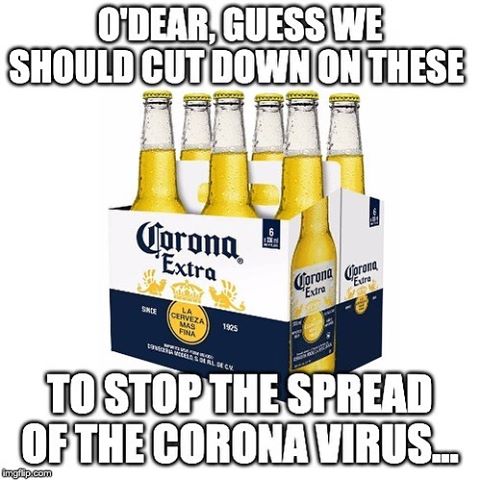 O'DEAR, GUESS WE
SHOULD CUT DOWN ON THESE
6
Corona
Extra
SINCE
LA
CERVEZA
MAS
FINA
1925
Corona
Extra
6
Corona
Extra
TO STOP THE SPREAD
OF THE CORONA VIRUS...
imgflip.com